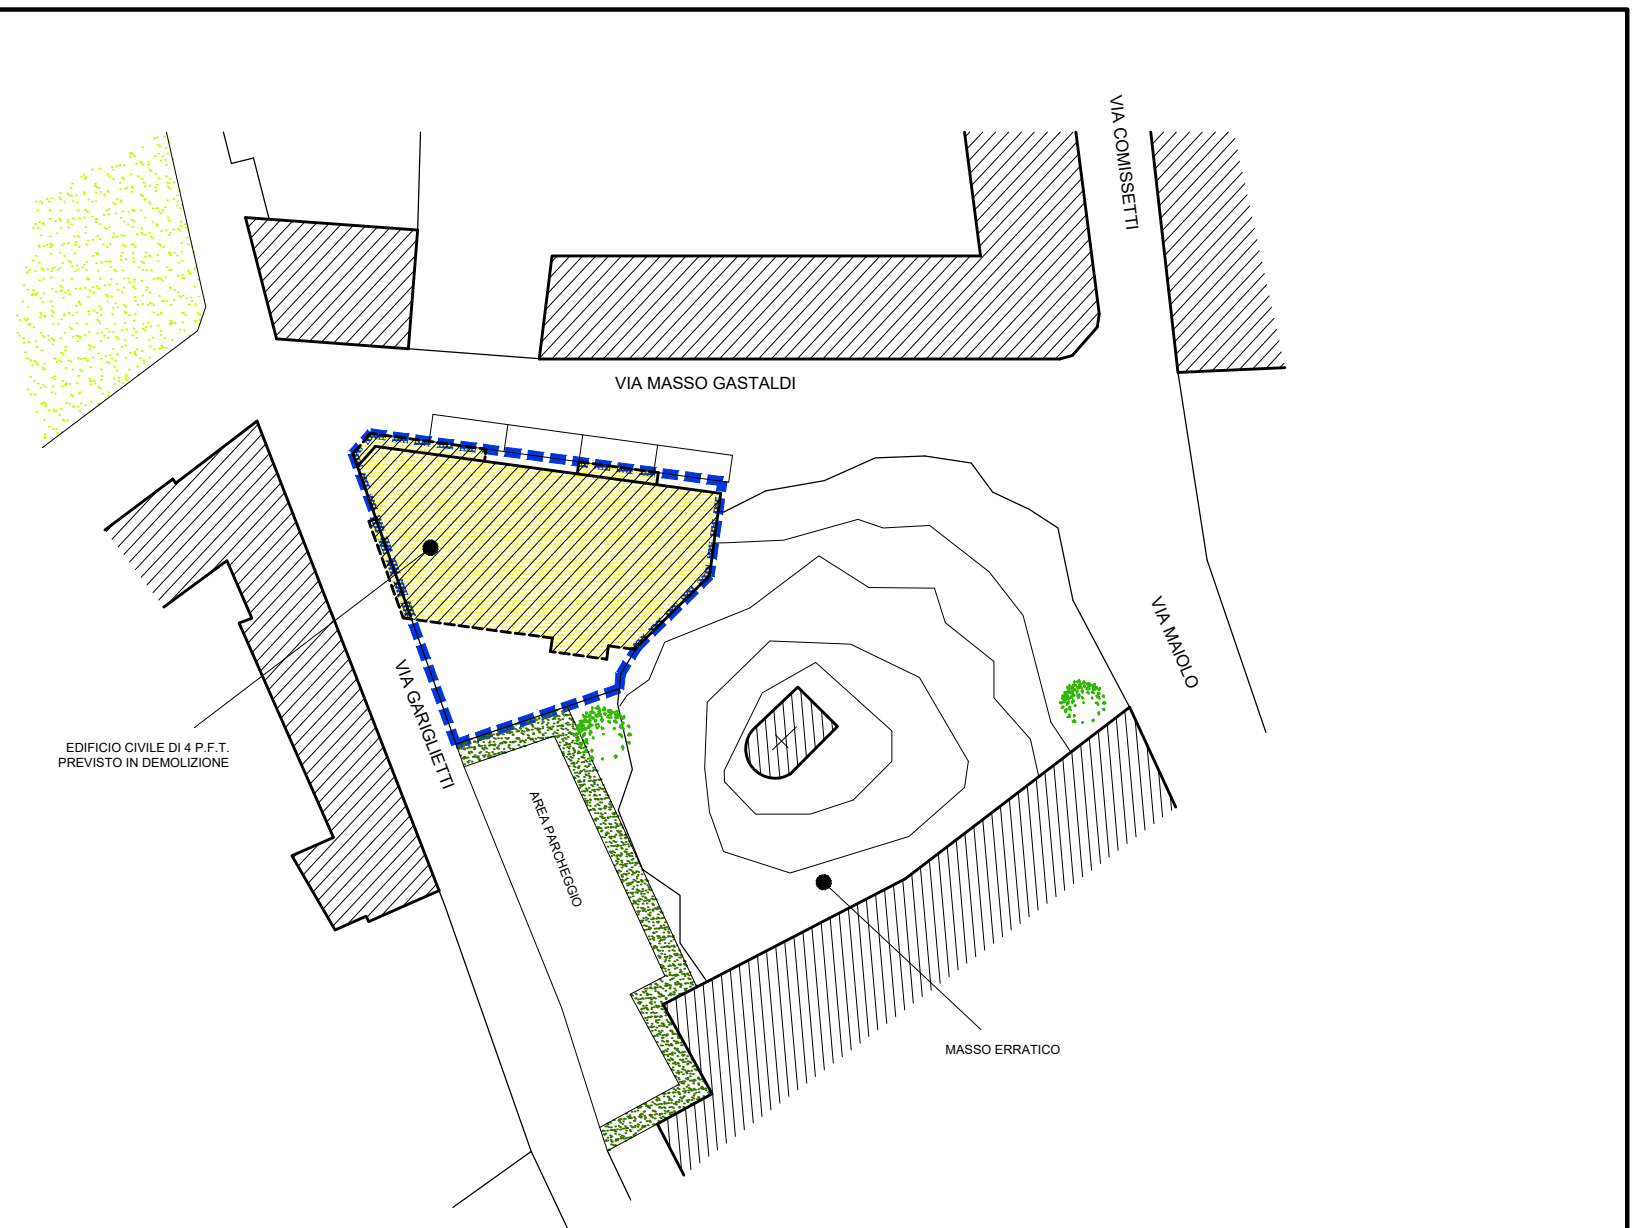 VIA COMISSETTI
VIA MASSO GASTALDI
VIA MAIOLO
VIA GARIGLIETTI
EDIFICIO CIVILE DI 4 P.F.T.
PREVISTO IN DEMOLIZIONE
AREA PARCHEGGIO
MASSO ERRATICO